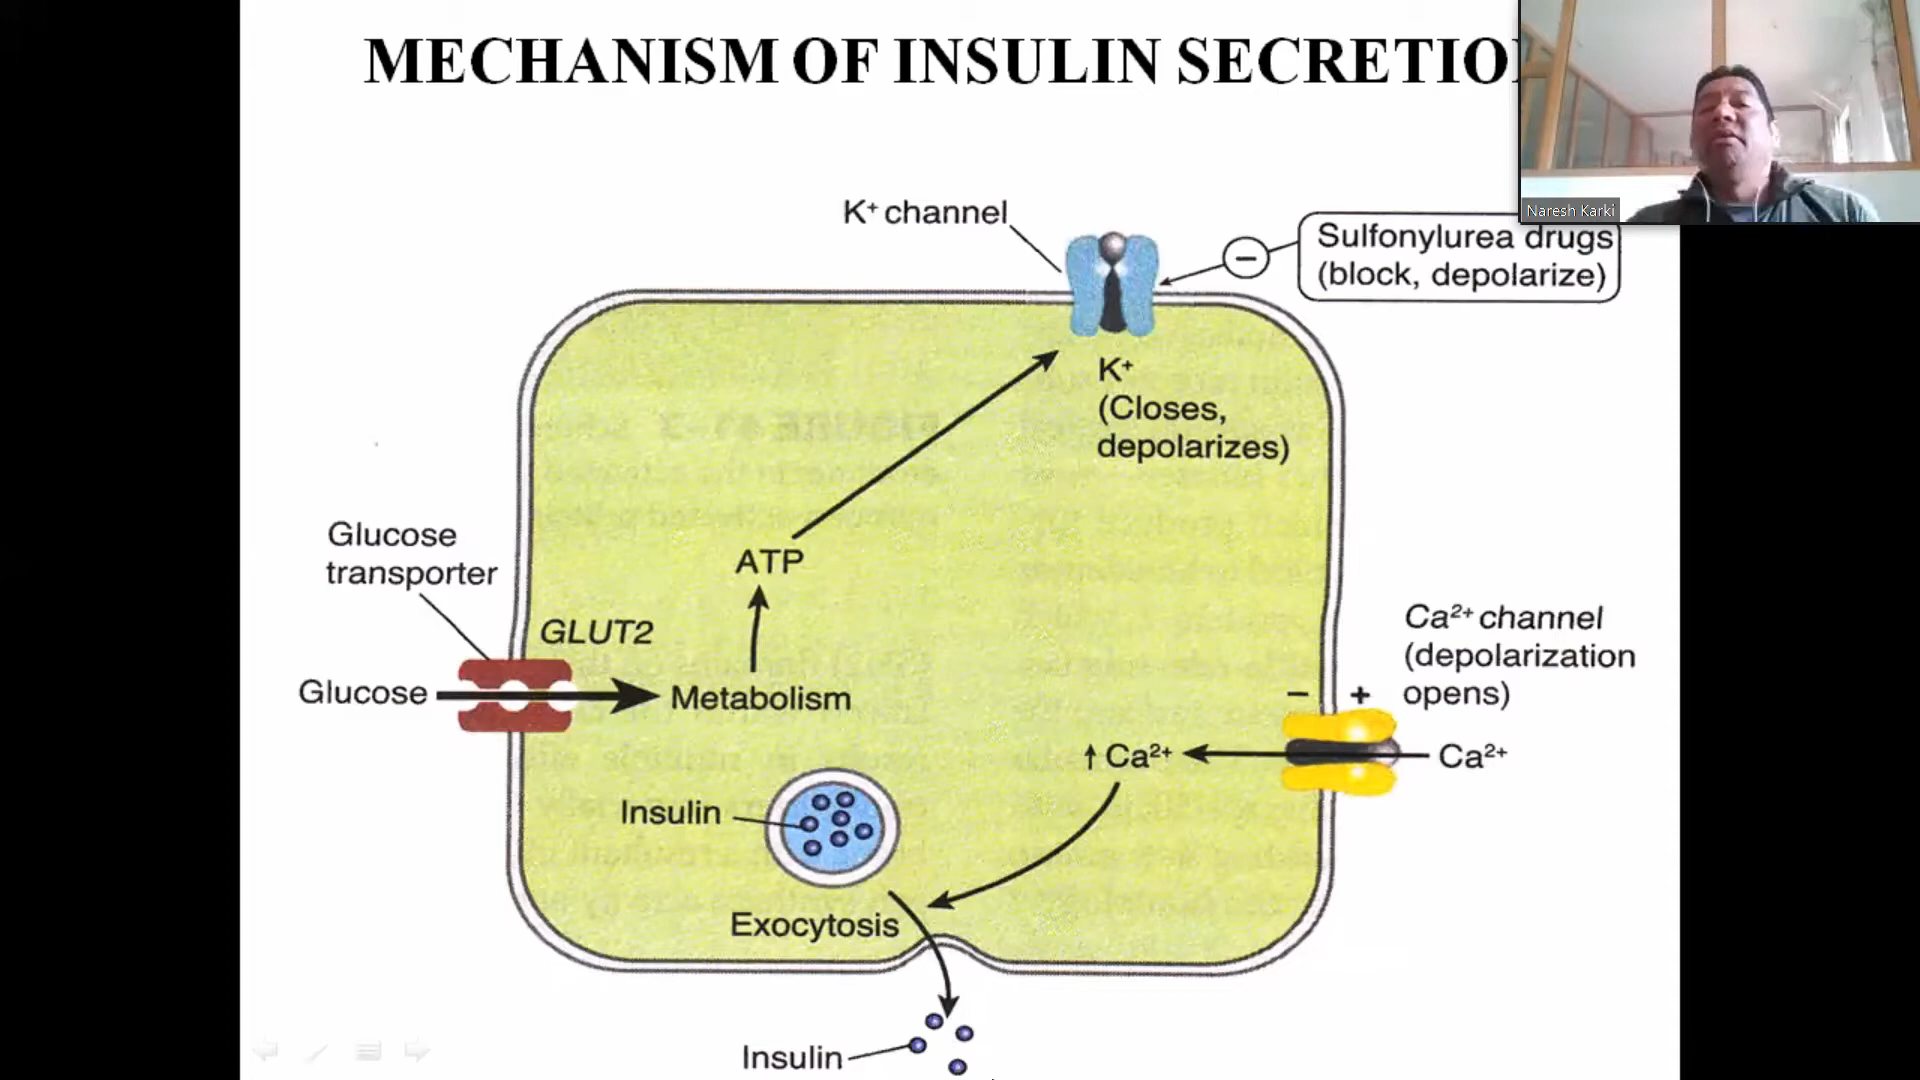 MECHANISM OF INSULIN SECRETIO
Naresh Karki
K⁺ channel
−
Sulfonylurea drugs
(block, depolarize)
K⁺
(Closes,
depolarizes)
ATP
Glucose
transporter
GLUT2
Glucose
Metabolism
Ca²⁺ channel
(depolarization
opens)
− +
↑ Ca²⁺
Ca²⁺
Insulin
Exocytosis
Insulin